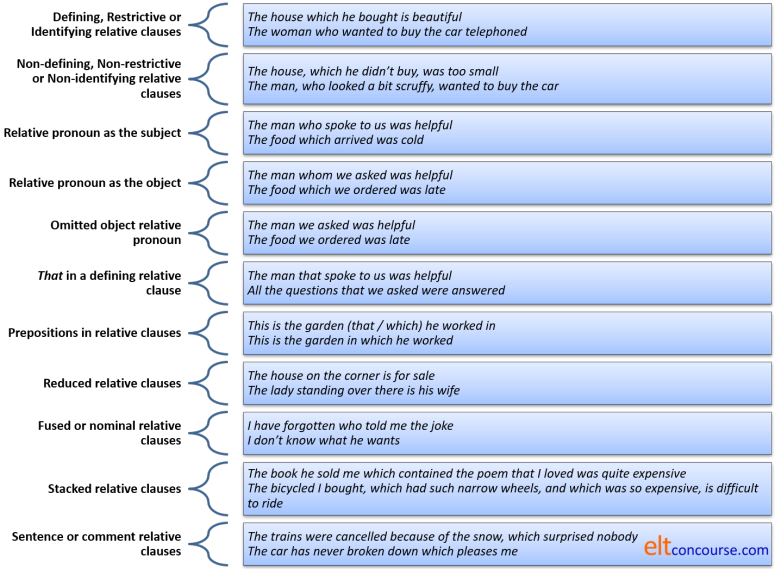 Defining, Restrictive or
Identifying relative clauses
The house which he bought is beautiful
The woman who wanted to buy the car telephoned
Non-defining, Non-restrictive
or Non-identifying relative
clauses
The house, which he didn't buy, was too small
The man, who looked a bit scruffy, wanted to buy the car
Relative pronoun as the subject
The man who spoke to us was helpful
The food which arrived was cold
Relative pronoun as the object
The man whom we asked was helpful
The food which we ordered was late
Omitted object relative
pronoun
The man we asked was helpful
The food we ordered was late
That in a defining relative
clause
The man that spoke to us was helpful
All the questions that we asked were answered
Prepositions in relative clauses
This is the garden (that / which) he worked in
This is the garden in which he worked
Reduced relative clauses
The house on the corner is for sale
The lady standing over there is his wife
Fused or nominal relative
clauses
I have forgotten who told me the joke
I don't know what he wants
Stacked relative clauses
The book he sold me which contained the poem that I loved was quite expensive
The bicycled I bought, which had such narrow wheels, and which was so expensive, is difficult
to ride
Sentence or comment relative
clauses
The trains were cancelled because of the snow, which surprised nobody
The car has never broken down which pleases me
eltconcourse.com